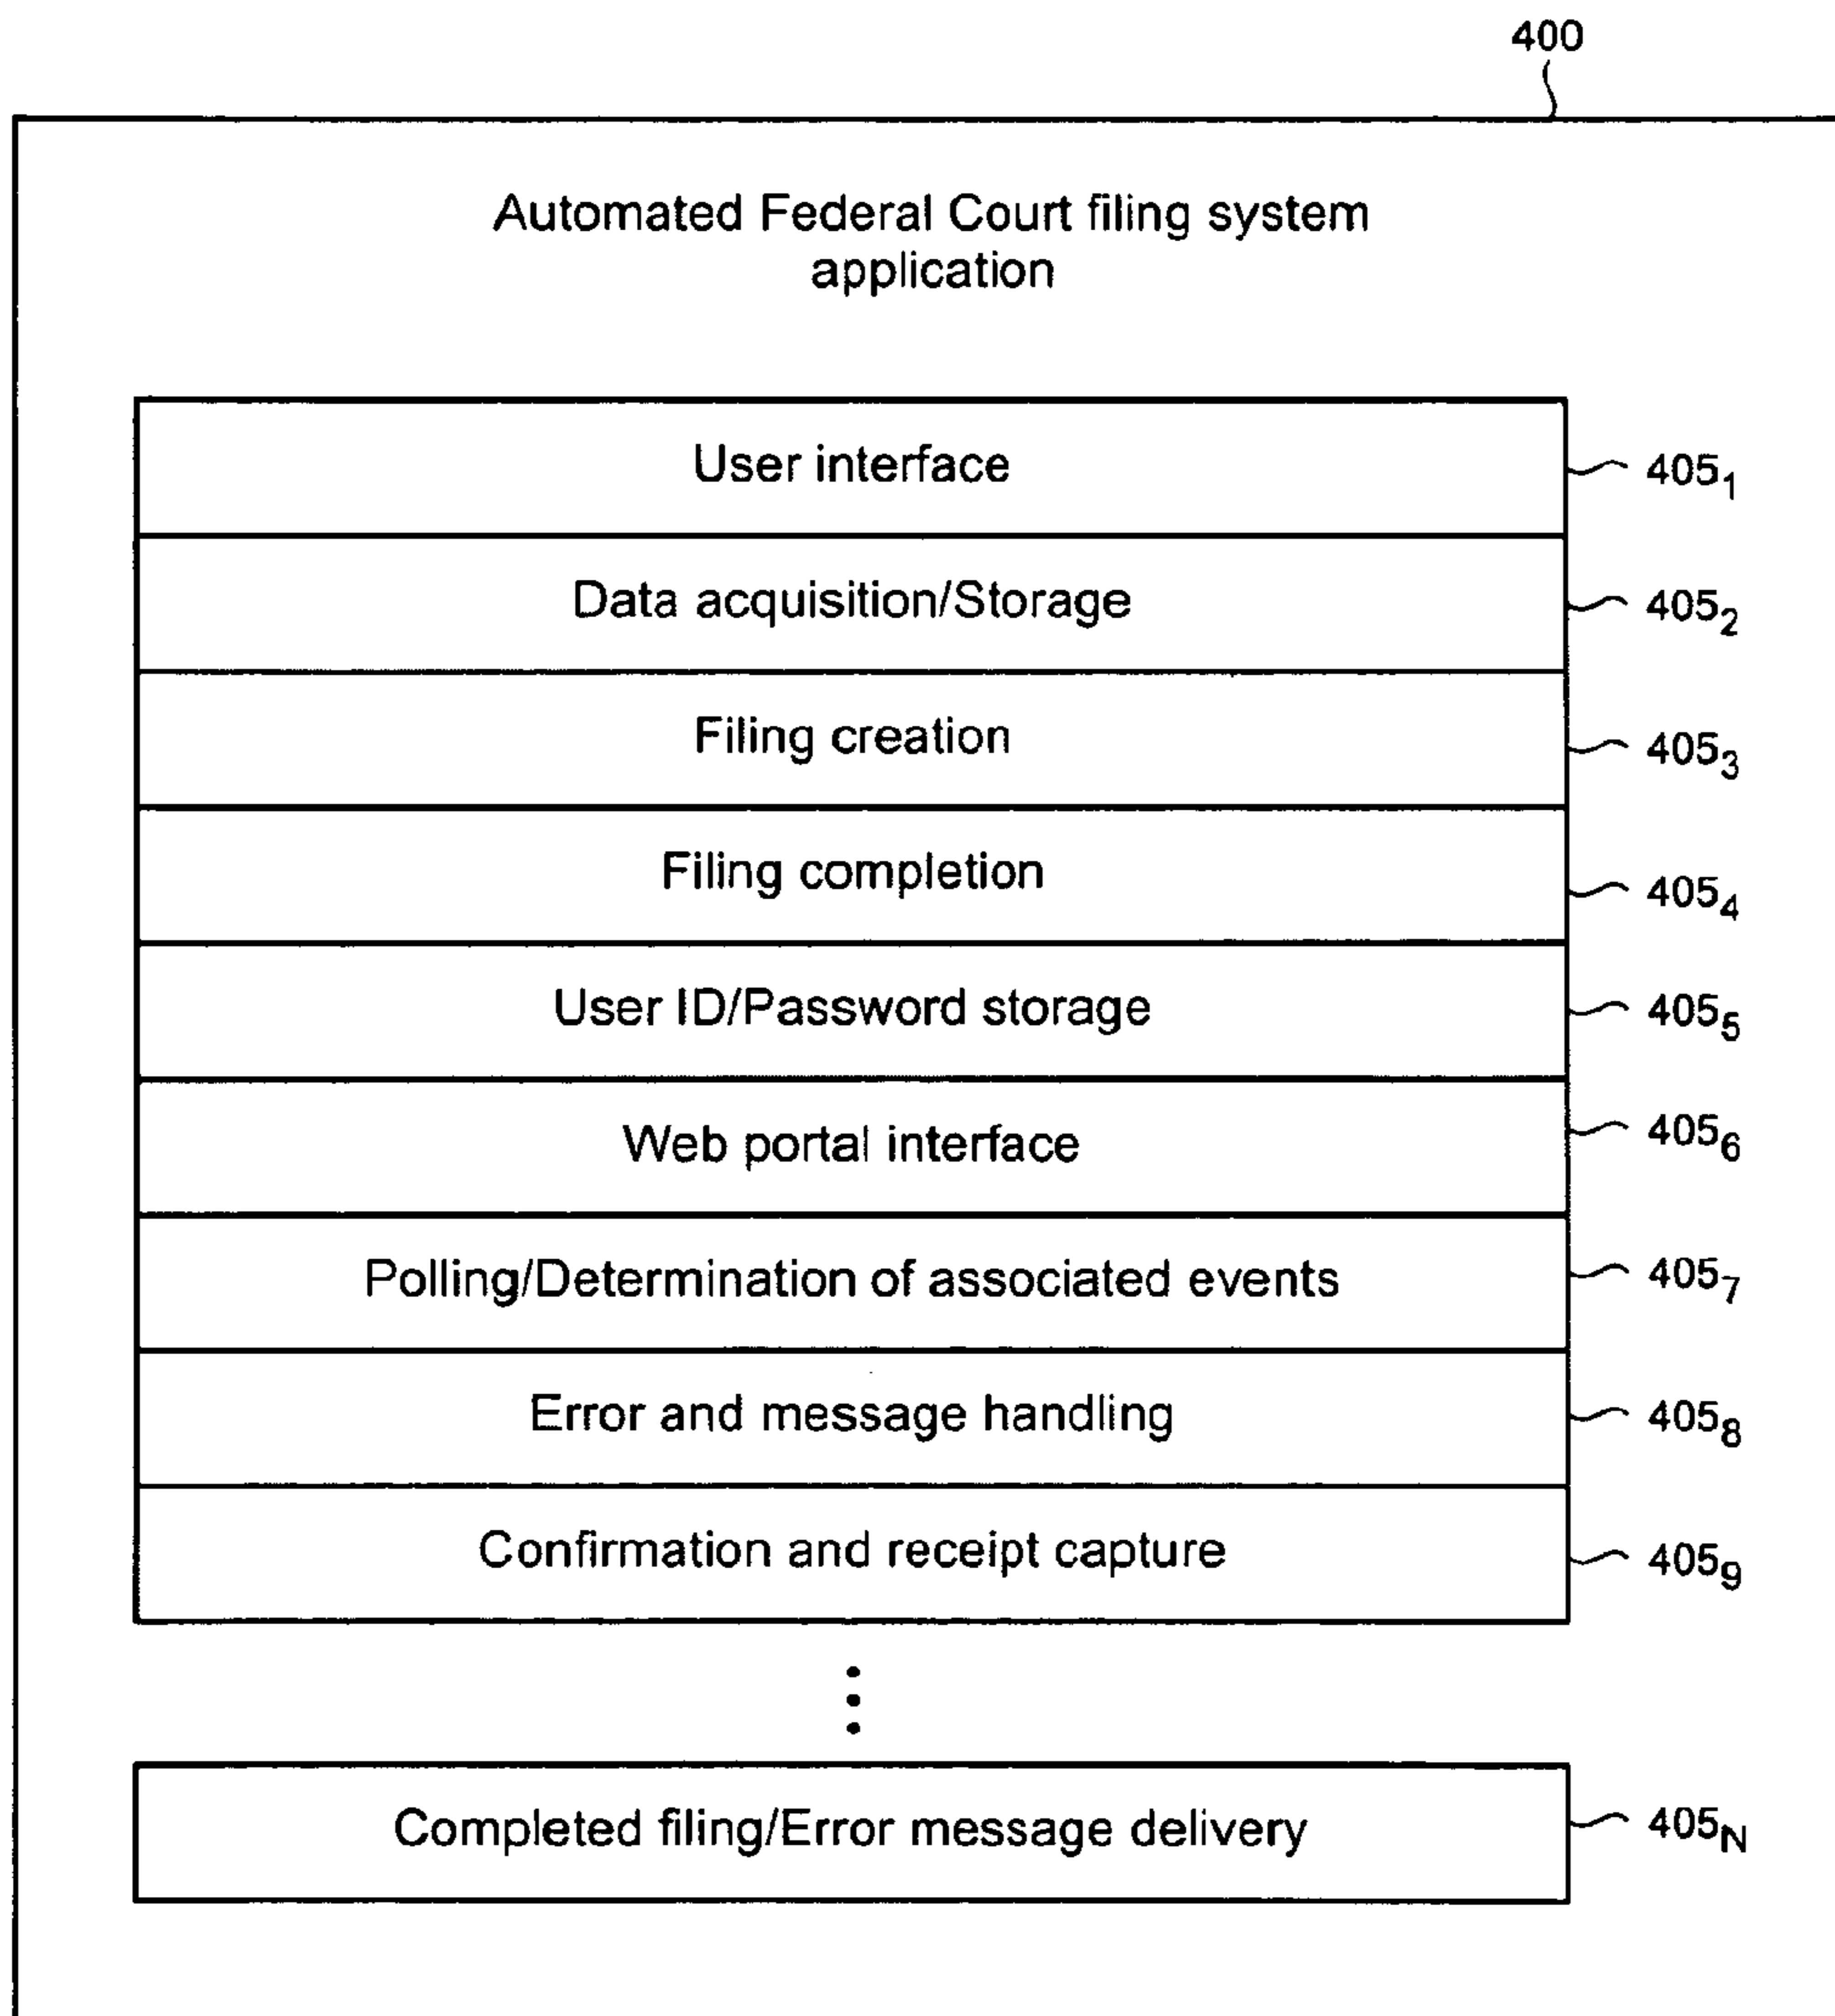 400
Automated Federal Court filing system
application
User interface
405₁
Data acquisition/Storage
405₂
Filing creation
405₃
Filing completion
405₄
User ID/Password storage
405₅
Web portal interface
405₆
Polling/Determination of associated events
405₇
Error and message handling
405₈
Confirmation and receipt capture
405₉
Completed filing/Error message delivery
405N